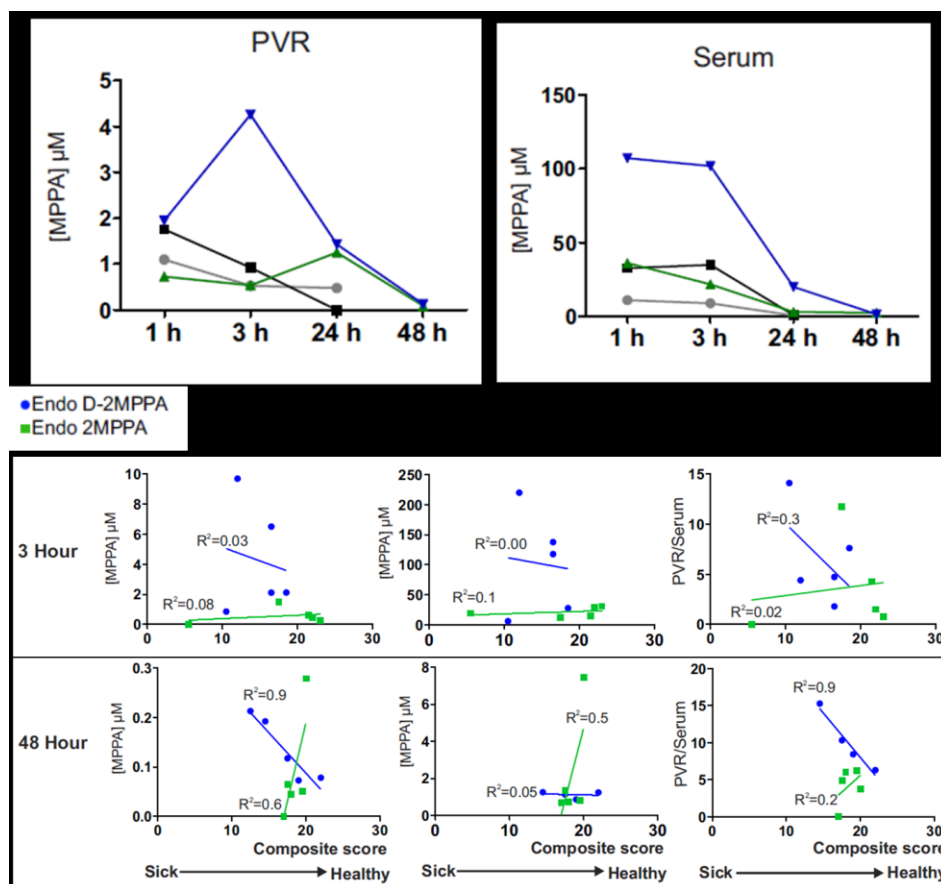 PVR
[MPPA] µM
5
4
3
2
1
0
1 h 3 h 24 h 48 h
Serum
[MPPA] µM
150
100
50
0
1 h 3 h 24 h 48 h
Endo D-2MPPA
Endo 2MPPA
3 Hour
[MPPA] µM
10
8
6
4
2
0
0 10 20 30
R²=0.03
R²=0.08
[MPPA] µM
250
200
150
100
50
0
0 10 20 30
R²=0.00
R²=0.1
PVR/Serum
15
10
5
0
0 10 20 30
R²=0.3
R²=0.02
48 Hour
[MPPA] µM
0.3
0.2
0.1
0.0
0 10 20 30
R²=0.9
R²=0.6
Composite score
Sick Healthy
[MPPA] µM
8
6
4
2
0
0 10 20 30
R²=0.5
R²=0.05
Composite score
Sick Healthy
PVR/Serum
20
15
10
5
0
0 10 20 30
R²=0.9
R²=0.2
Composite score
Sick Healthy